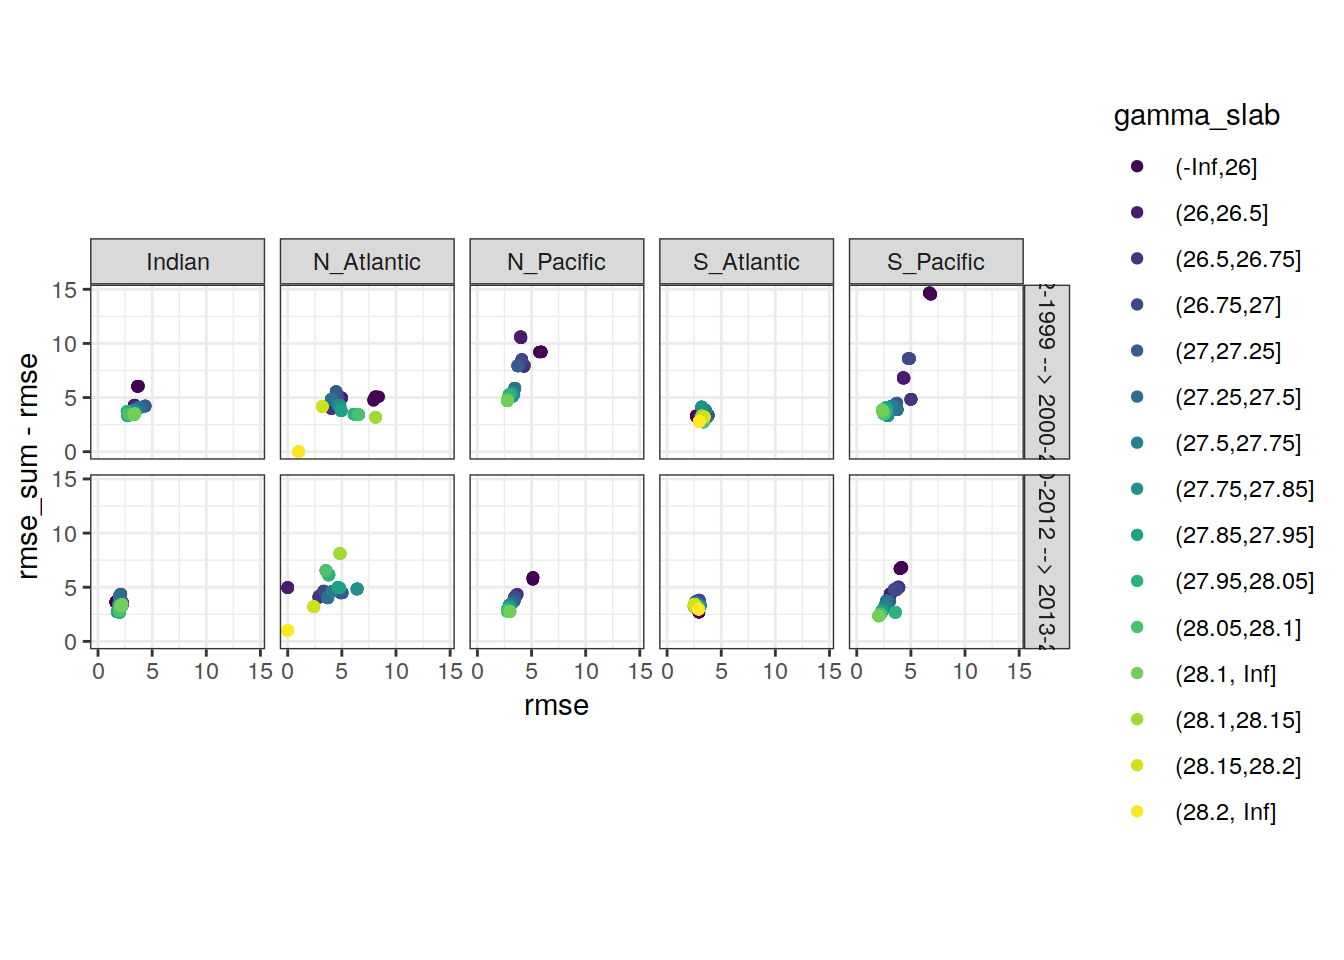 gamma_slab
(-Inf,26]
(26,26.5]
(26.5,26.75]
(26.75,27]
(27,27.25]
(27.25,27.5]
(27.5,27.75]
(27.75,27.85]
(27.85,27.95]
(27.95,28.05]
(28.05,28.1]
(28.1, Inf]
(28.1,28.15]
(28.15,28.2]
(28.2, Inf]
Indian N_Atlantic N_Pacific S_Atlantic S_Pacific
15
10
5
0
-1999 --> 2000-
15
10
5
0
-2012 --> 2013-
0 5 10 15 0 5 10 15 0 5 10 15 0 5 10 15 0 5 10 15
rmse
rmse_sum - rmse